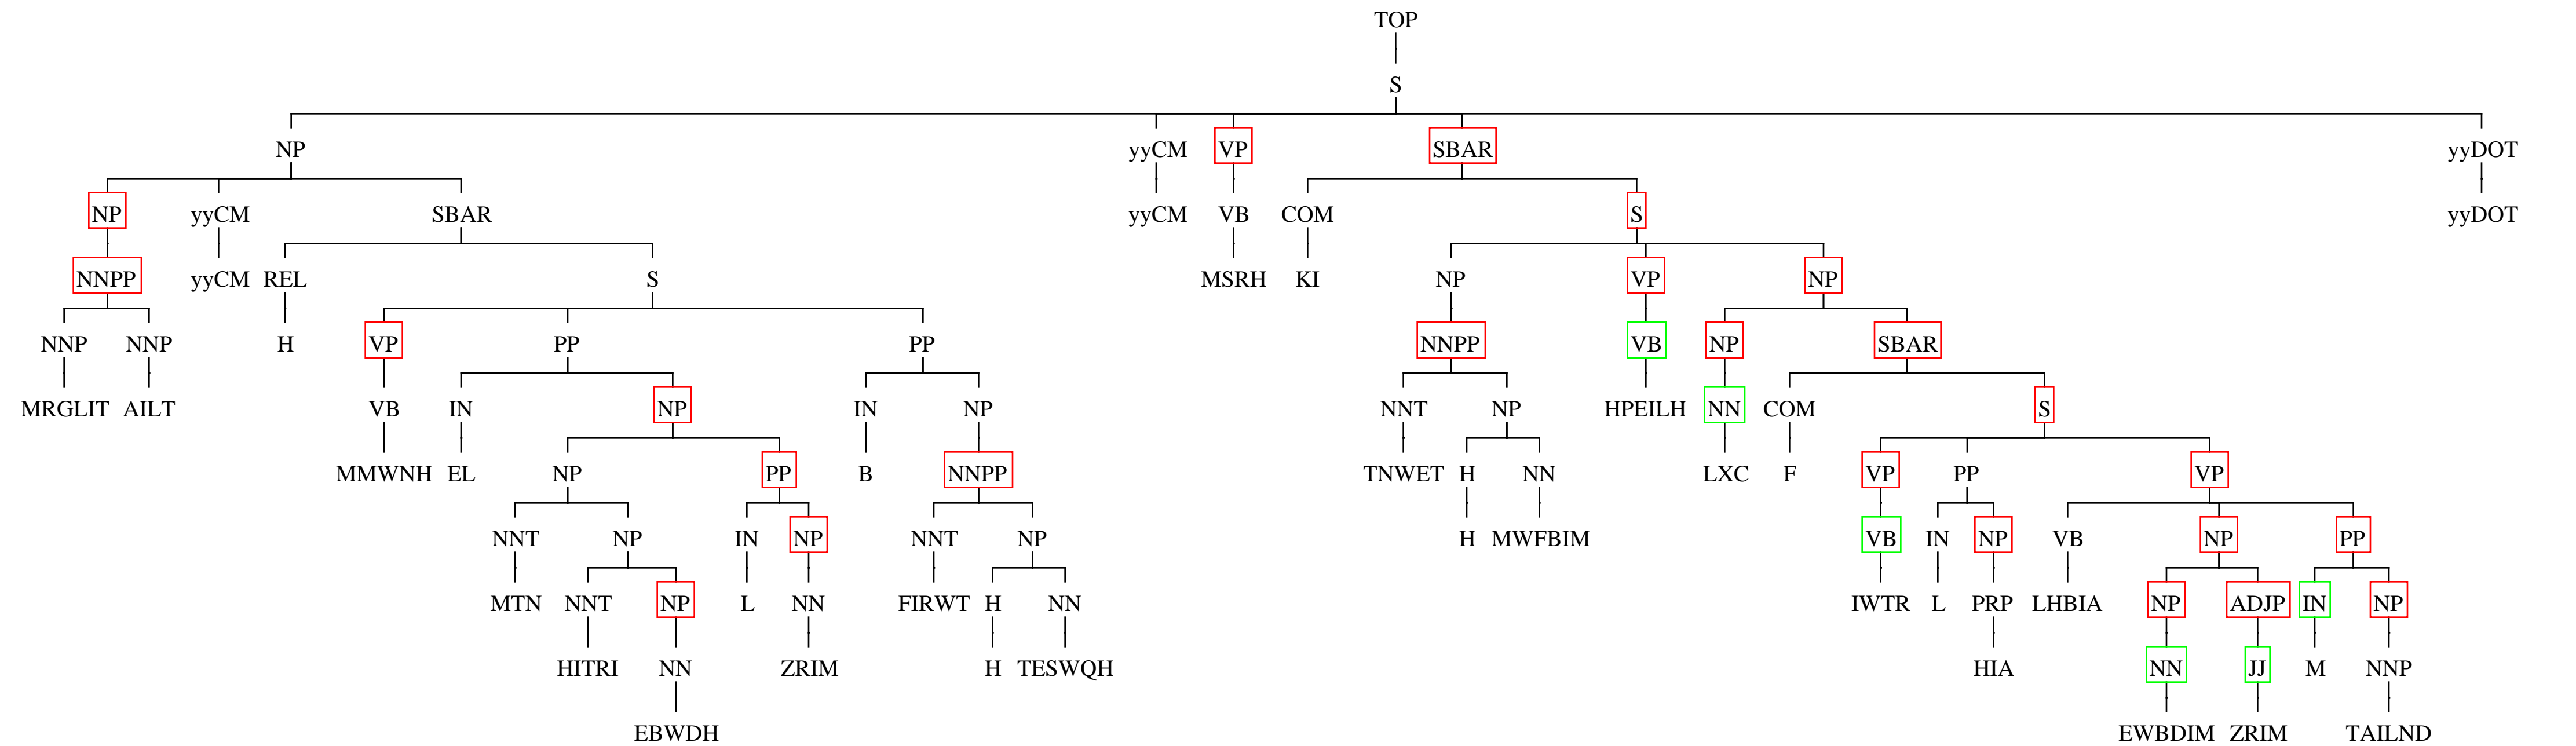 TOP
S
NP yyCM VP SBAR yyDOT
NP yyCM SBAR yyCM VB COM S yyDOT
NNPP yyCM REL S MSRH KI NP VP NP
NNP NNP H VP PP PP NNPP VB NP SBAR
MRGLIT AILT VB IN NP IN NP NNT NP HPEILH NN COM S
MMWNH EL NP PP B NNPP TNWET H NN LXC F VP PP VP
NNT NP IN NP NNT NP H MWFBIM VB IN NP VB NP PP
MTN NNT NP L NN FIRWT H NN IWTR L PRP LHBIA NP ADJP IN NP
HITRI NN ZRIM H TESWQH HIA NN JJ M NNP
EBWDH EWBDIM ZRIM TAILND